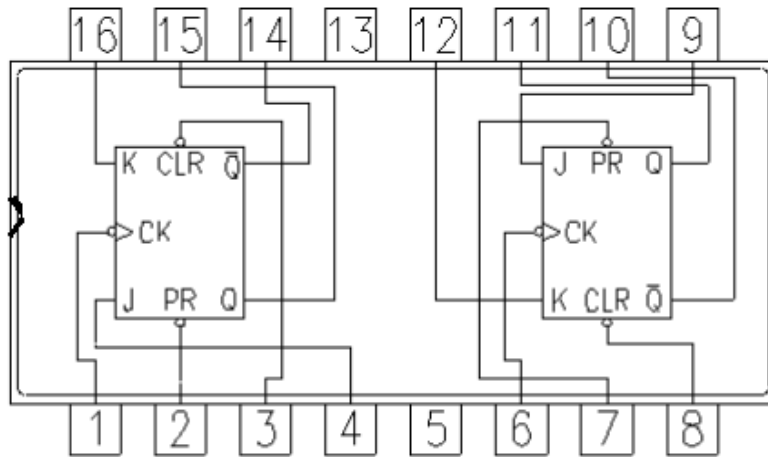 16 15 14 13 12 11 10 9
K CLR Q̅ J PR Q
CK CK
J PR Q K CLR Q̅
1 2 3 4 5 6 7 8